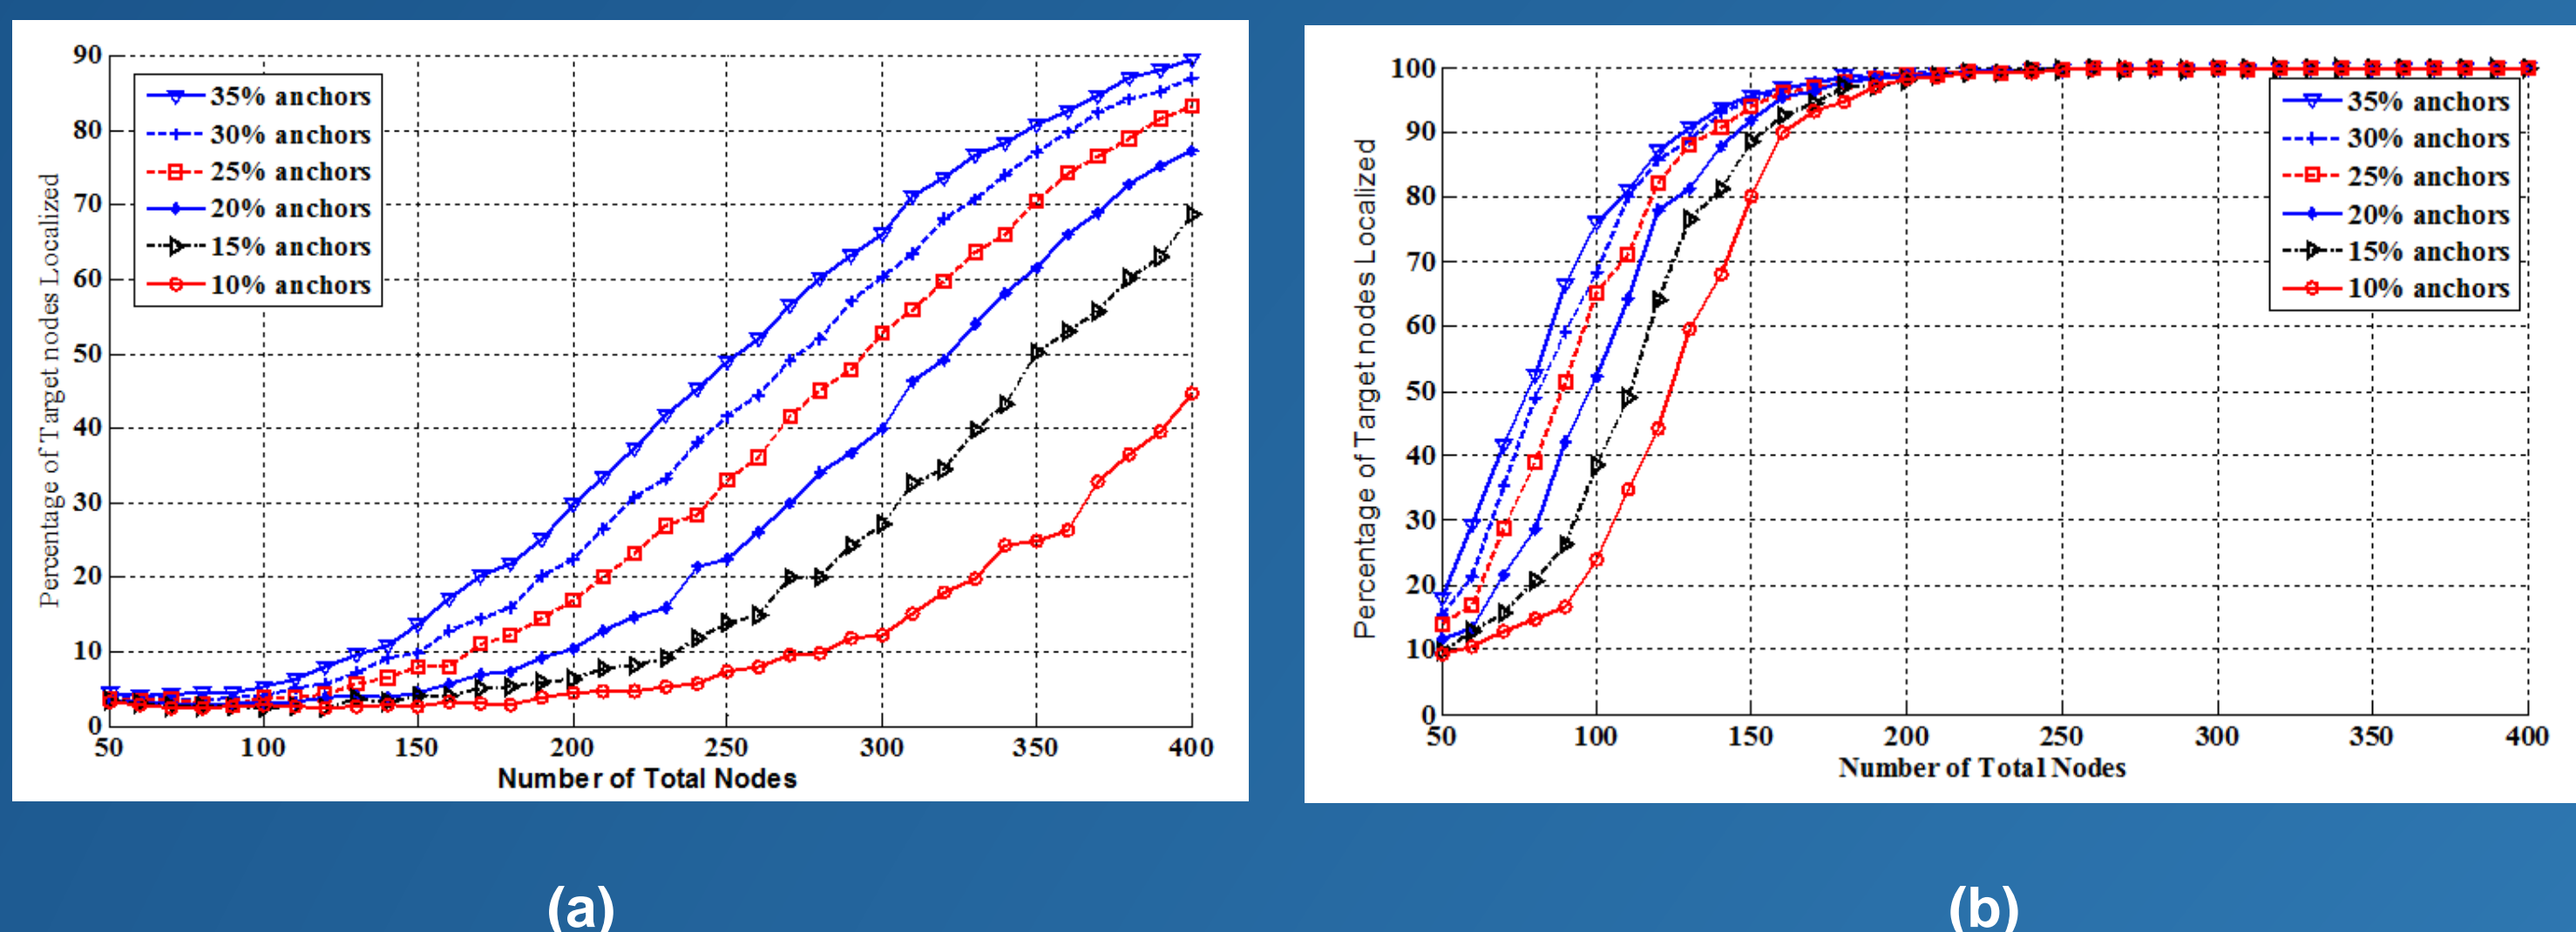 Percentage of Target nodes Localized
90
80
70
60
50
40
30
20
10
0
35% anchors
30% anchors
25% anchors
20% anchors
15% anchors
10% anchors
50 100 150 200 250 300 350 400
Number of Total Nodes
(a)
Percentage of Target nodes Localized
100
90
80
70
60
50
40
30
20
10
0
35% anchors
30% anchors
25% anchors
20% anchors
15% anchors
10% anchors
50 100 150 200 250 300 350 400
Number of Total Nodes
(b)